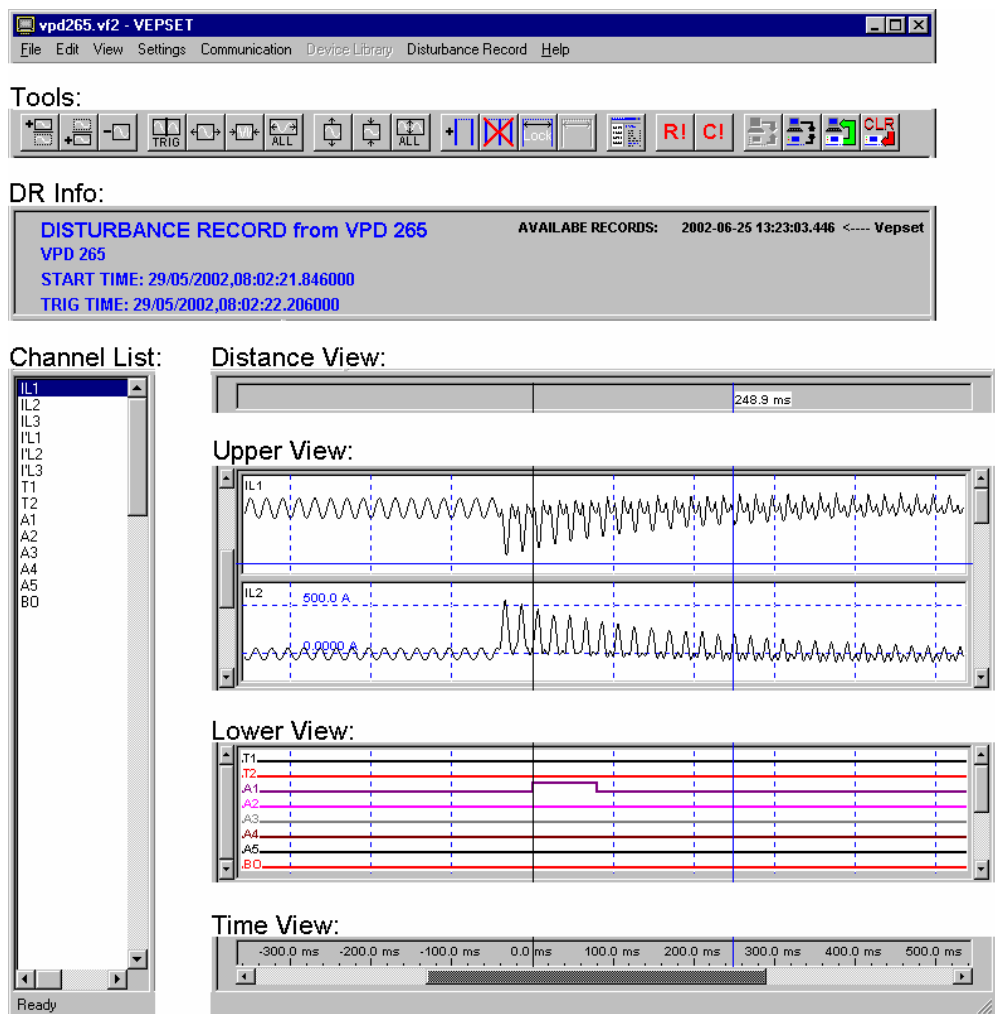 vpd265.vf2 - VEPSET
File Edit View Settings Communication Device Library Disturbance Record Help
Tools:
TRIG ALL ALL Lock R! C! CLR
DR Info:
DISTURBANCE RECORD from VPD 265 AVAILABE RECORDS: 2002-06-25 13:23:03.446 <---- Vepset
VPD 265
START TIME: 29/05/2002,08:02:21.846000
TRIG TIME: 29/05/2002,08:02:22.206000
Channel List:
IL1
IL2
IL3
I'L1
I'L2
I'L3
T1
T2
A1
A2
A3
A4
A5
BO
Ready
Distance View:
248.9 ms
Upper View:
IL1
IL2
500.0 A
0.0000 A
Lower View:
.T1
.T2
.A1
.A2
.A3
.A4
.A5
.BO
Time View:
-300.0 ms -200.0 ms -100.0 ms 0.0 ms 100.0 ms 200.0 ms 300.0 ms 400.0 ms 500.0 ms